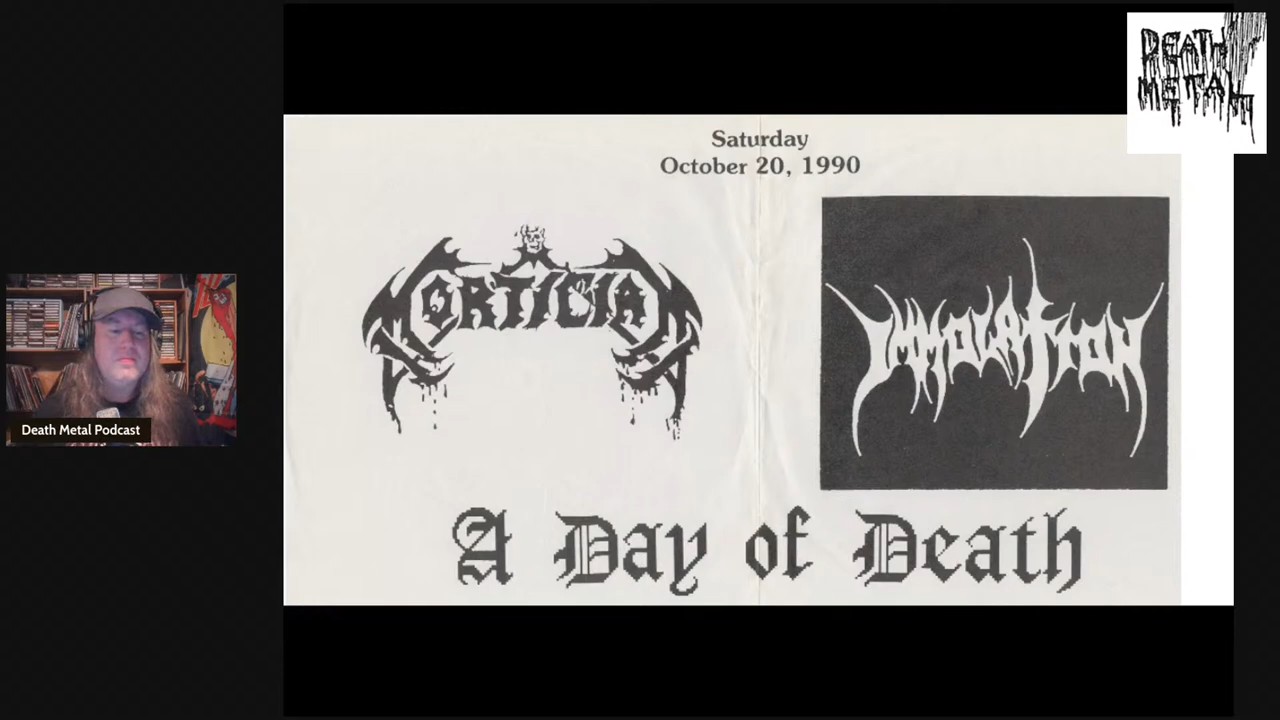 DEATH
METAL
Saturday
October 20, 1990
MORTICIAN
IMMOLATION
A Day of Death
Death Metal Podcast